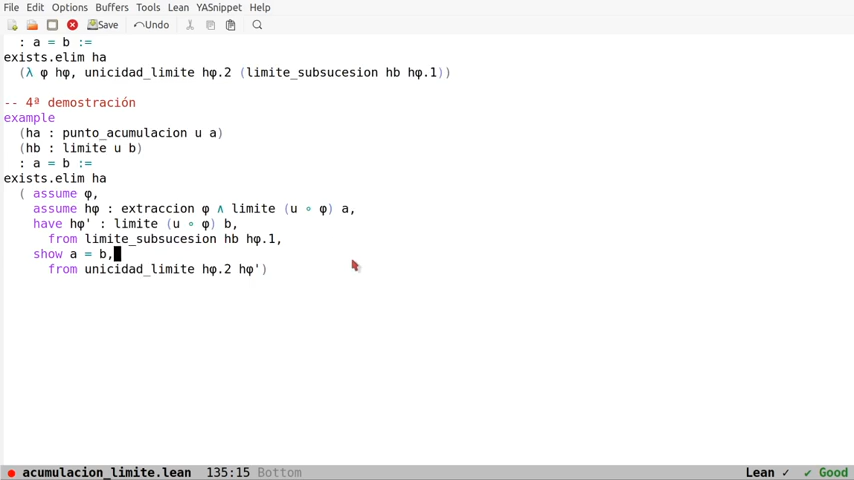 File Edit Options Buffers Tools Lean YASnippet Help
Save Undo
: a = b :=
exists.elim ha
(λ φ hφ, unicidad_limite hφ.2 (limite_subsucesion hb hφ.1))
-- 4ª demostración
example
(ha : punto_acumulacion u a)
(hb : limite u b)
: a = b :=
exists.elim ha
( assume φ,
assume hφ : extraccion φ ∧ limite (u ∘ φ) a,
have hφ' : limite (u ∘ φ) b,
from limite_subsucesion hb hφ.1,
show a = b,
from unicidad_limite hφ.2 hφ')
acumulacion_limite.lean 135:15 Bottom Lean ✓ ✔ Good